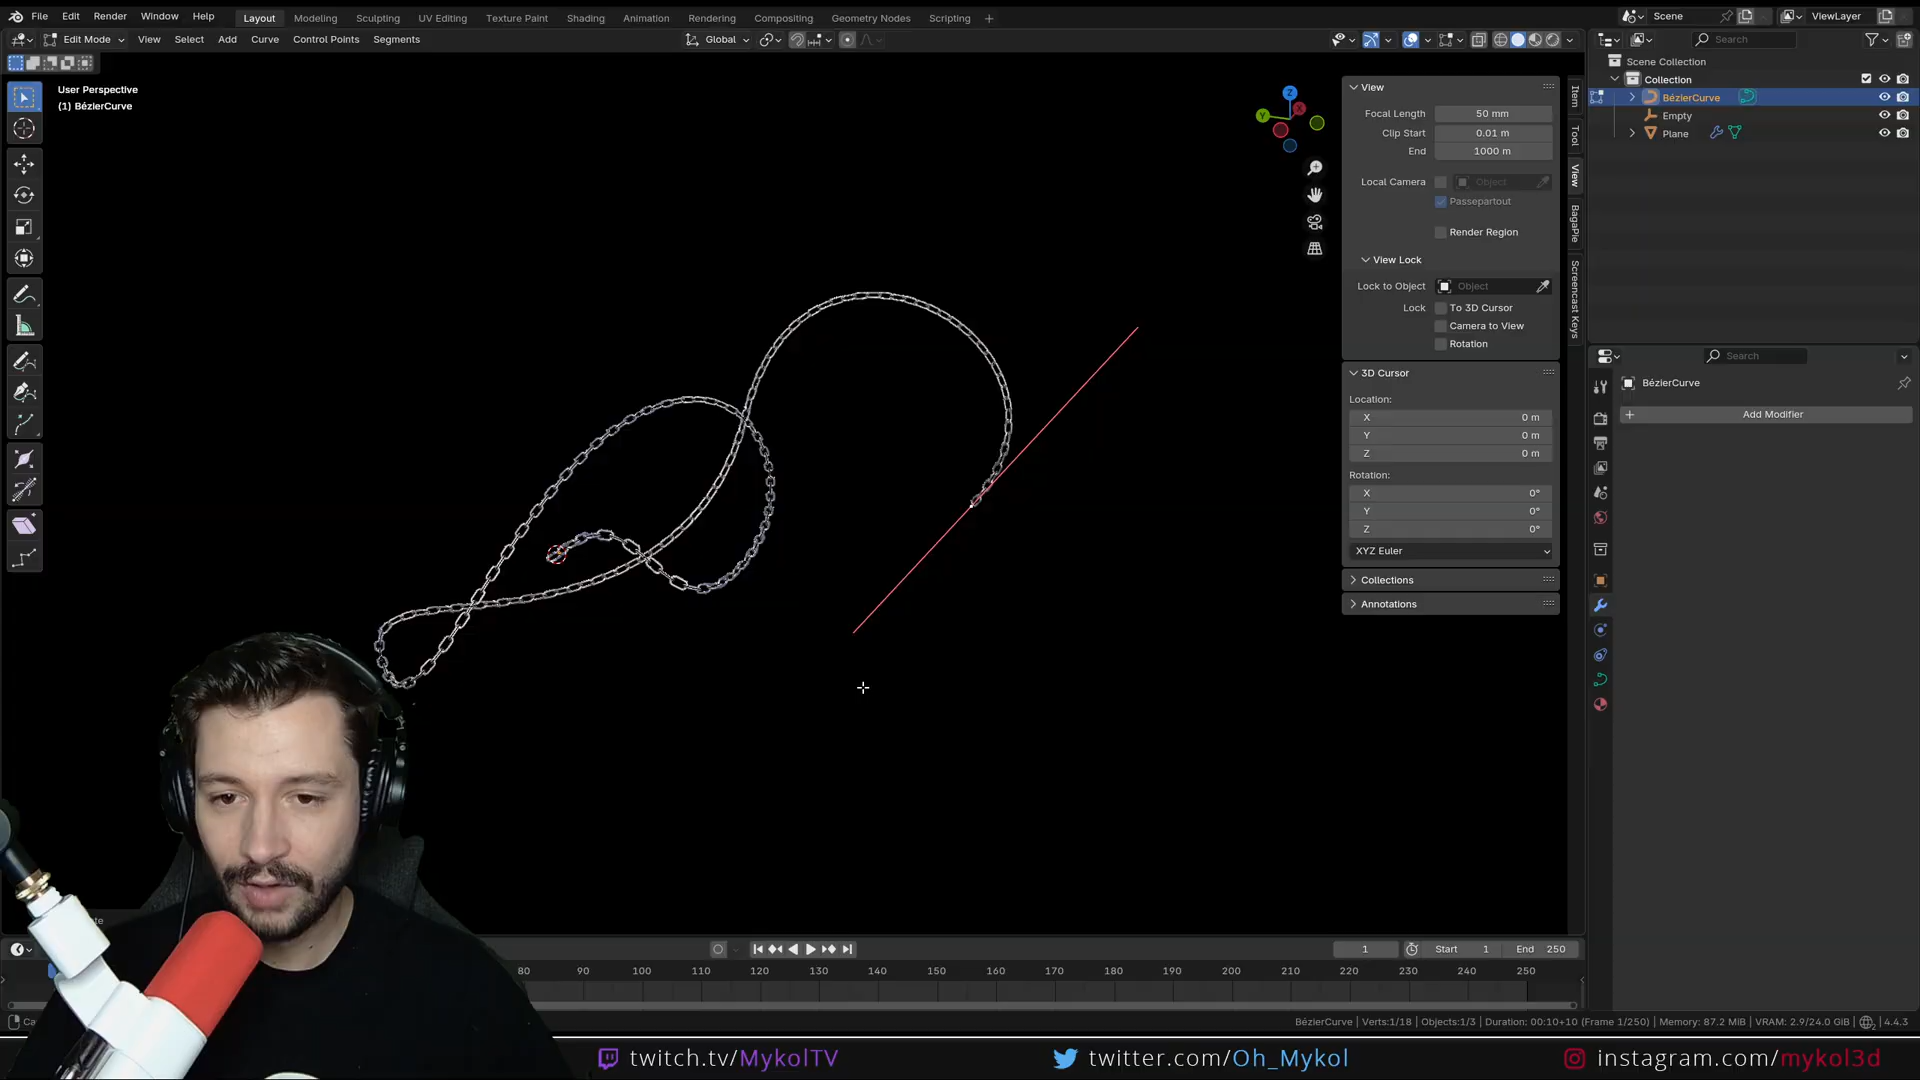 File Edit Render Window Help Layout Modeling Sculpting UV Editing Texture Paint Shading Animation Rendering Compositing Geometry Nodes Scripting Scene ViewLayer
Edit Mode View Select Add Curve Control Points Segments Global Search
User Perspective
(1) BézierCurve
Z
X
Y
View
Focal Length 50 mm
Clip Start 0.01 m
End 1000 m
Local Camera Object
Passepartout
Render Region
View Lock
Lock to Object Object
Lock To 3D Cursor
Camera to View
Rotation
3D Cursor
Location:
X 0 m
Y 0 m
Z 0 m
Rotation:
X 0°
Y 0°
Z 0°
XYZ Euler
Collections
Annotations
Item
Tool
View
BagaPie
Screencast Keys
Scene Collection
Collection
BézierCurve
Empty
Plane
Search
BézierCurve
Add Modifier
1 Start 1 End 250
80 90 100 110 120 130 140 150 160 170 180 190 200 210 220 230 240 250
BézierCurve | Verts:1/18 | Objects:1/3 | Duration: 00:10+10 (Frame 1/250) | Memory: 87.2 MiB | VRAM: 2.9/24.0 GiB 4.4.3
twitch.tv/MykolTV twitter.com/Oh_Mykol instagram.com/mykol3d